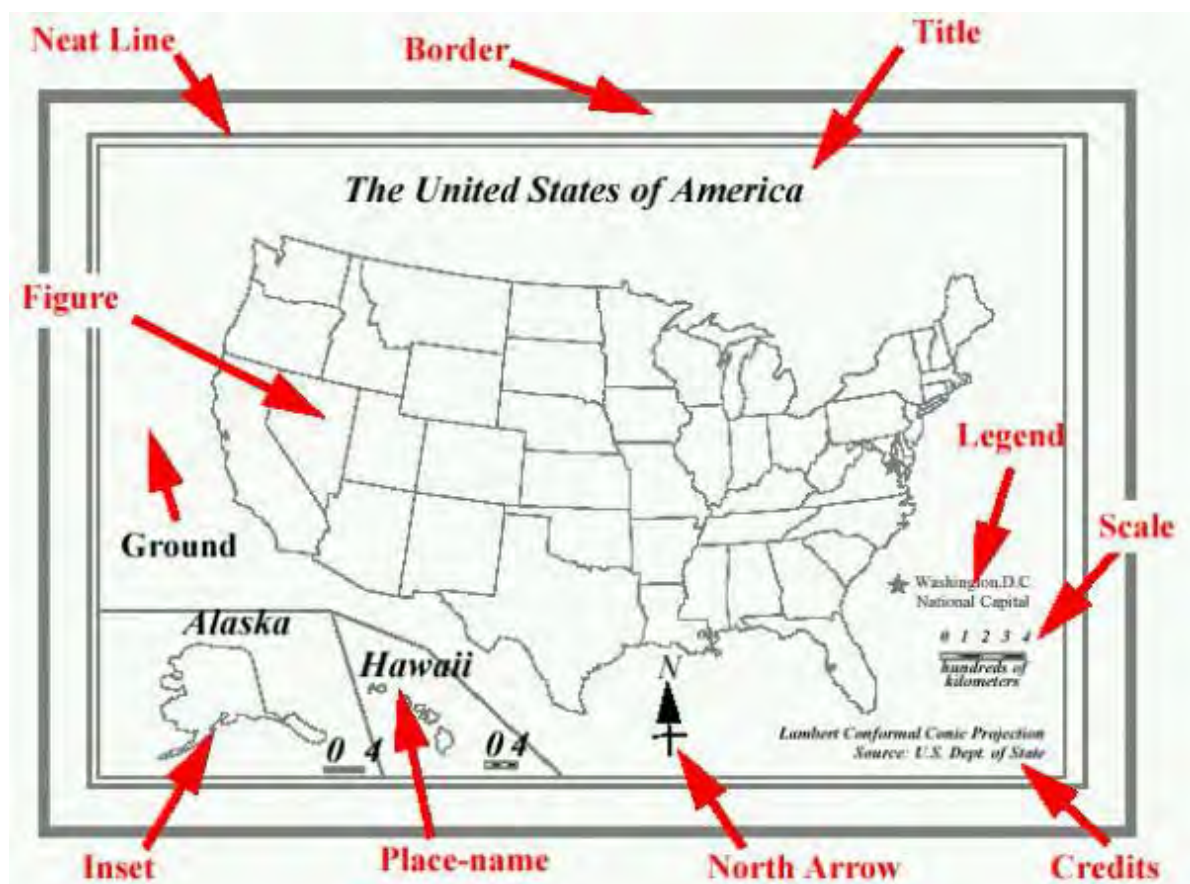 Neat Line
Border
Title
The United States of America
Figure
Legend
Ground
Scale
Washington,D.C.
National Capital
0 1 2 3 4
hundreds of
kilometers
Alaska
Hawaii
N
0 4
0 4
Lambert Conformal Conic Projection
Source: U.S. Dept. of State
Inset
Place-name
North Arrow
Credits